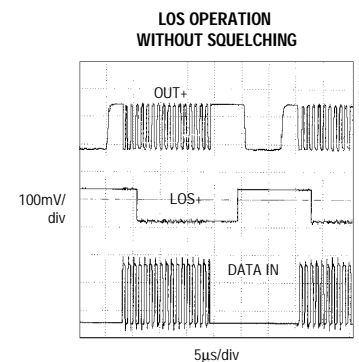 LOS OPERATION
WITHOUT SQUELCHING
OUT+
100mV/
div
LOS+
DATA IN
5μs/div